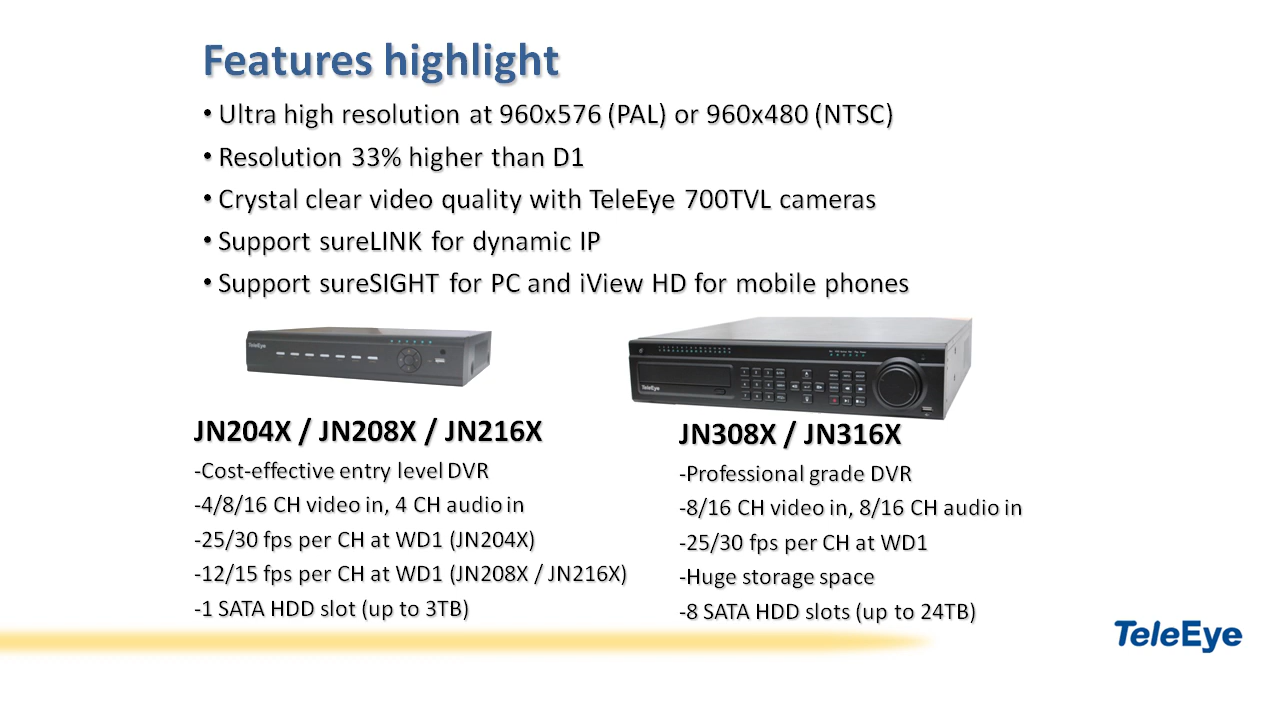 Features highlight
• Ultra high resolution at 960x576 (PAL) or 960x480 (NTSC)
• Resolution 33% higher than D1
• Crystal clear video quality with TeleEye 700TVL cameras
• Support sureLINK for dynamic IP
• Support sureSIGHT for PC and iView HD for mobile phones
TeleEye
TeleEye
JN204X / JN208X / JN216X
-Cost-effective entry level DVR
-4/8/16 CH video in, 4 CH audio in
-25/30 fps per CH at WD1 (JN204X)
-12/15 fps per CH at WD1 (JN208X / JN216X)
-1 SATA HDD slot (up to 3TB)
JN308X / JN316X
-Professional grade DVR
-8/16 CH video in, 8/16 CH audio in
-25/30 fps per CH at WD1
-Huge storage space
-8 SATA HDD slots (up to 24TB)
TeleEye